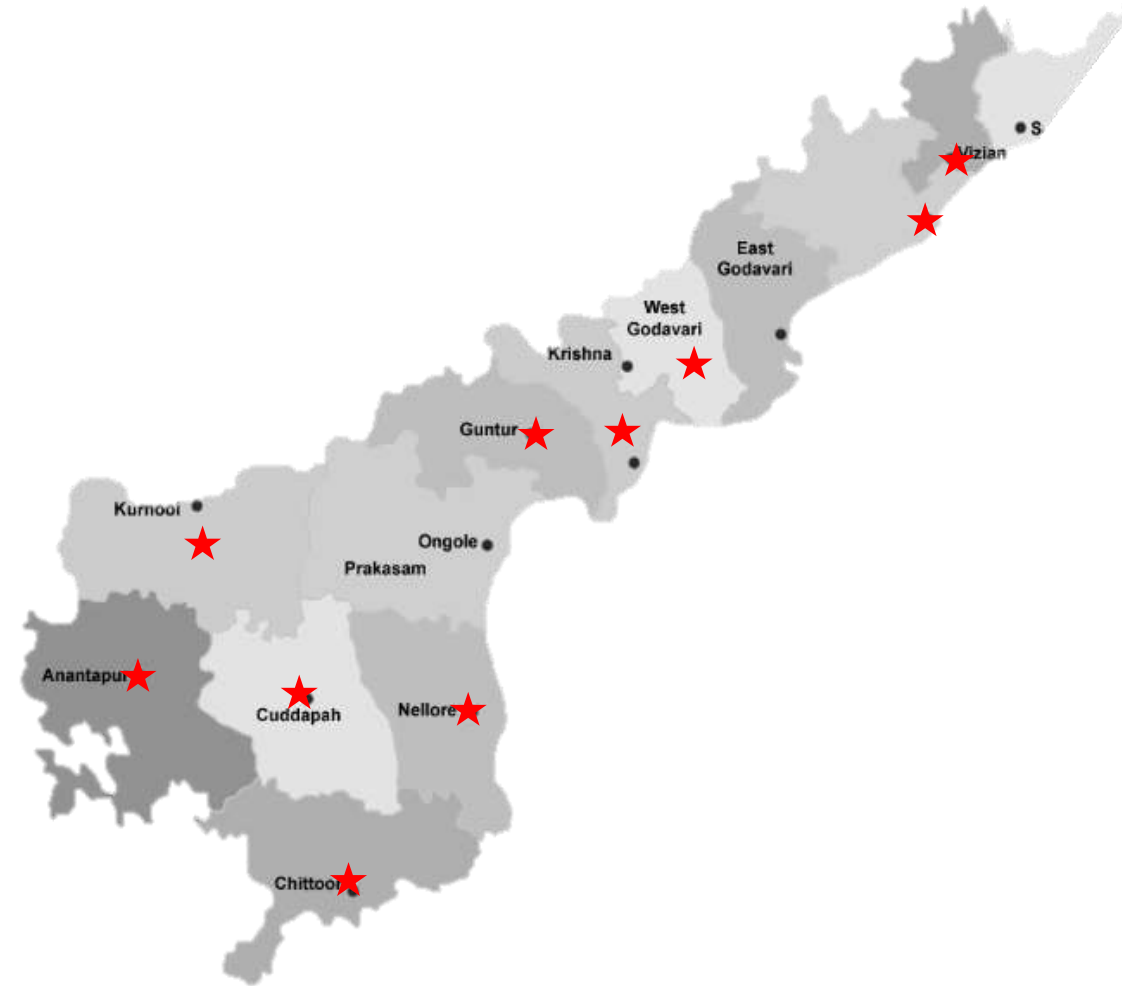 S
Vizian
East
Godavari
West
Godavari
Krishna
Guntur
Kurnool
Ongole
Prakasam
Anantapur
Nellore
Cuddapah
Chittoor